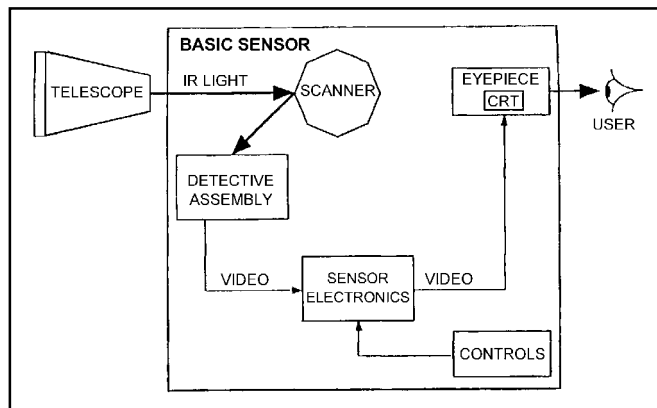 BASIC SENSOR
TELESCOPE
IR LIGHT
SCANNER
EYEPIECE
CRT
USER
DETECTIVE
ASSEMBLY
VIDEO
SENSOR
ELECTRONICS
VIDEO
CONTROLS